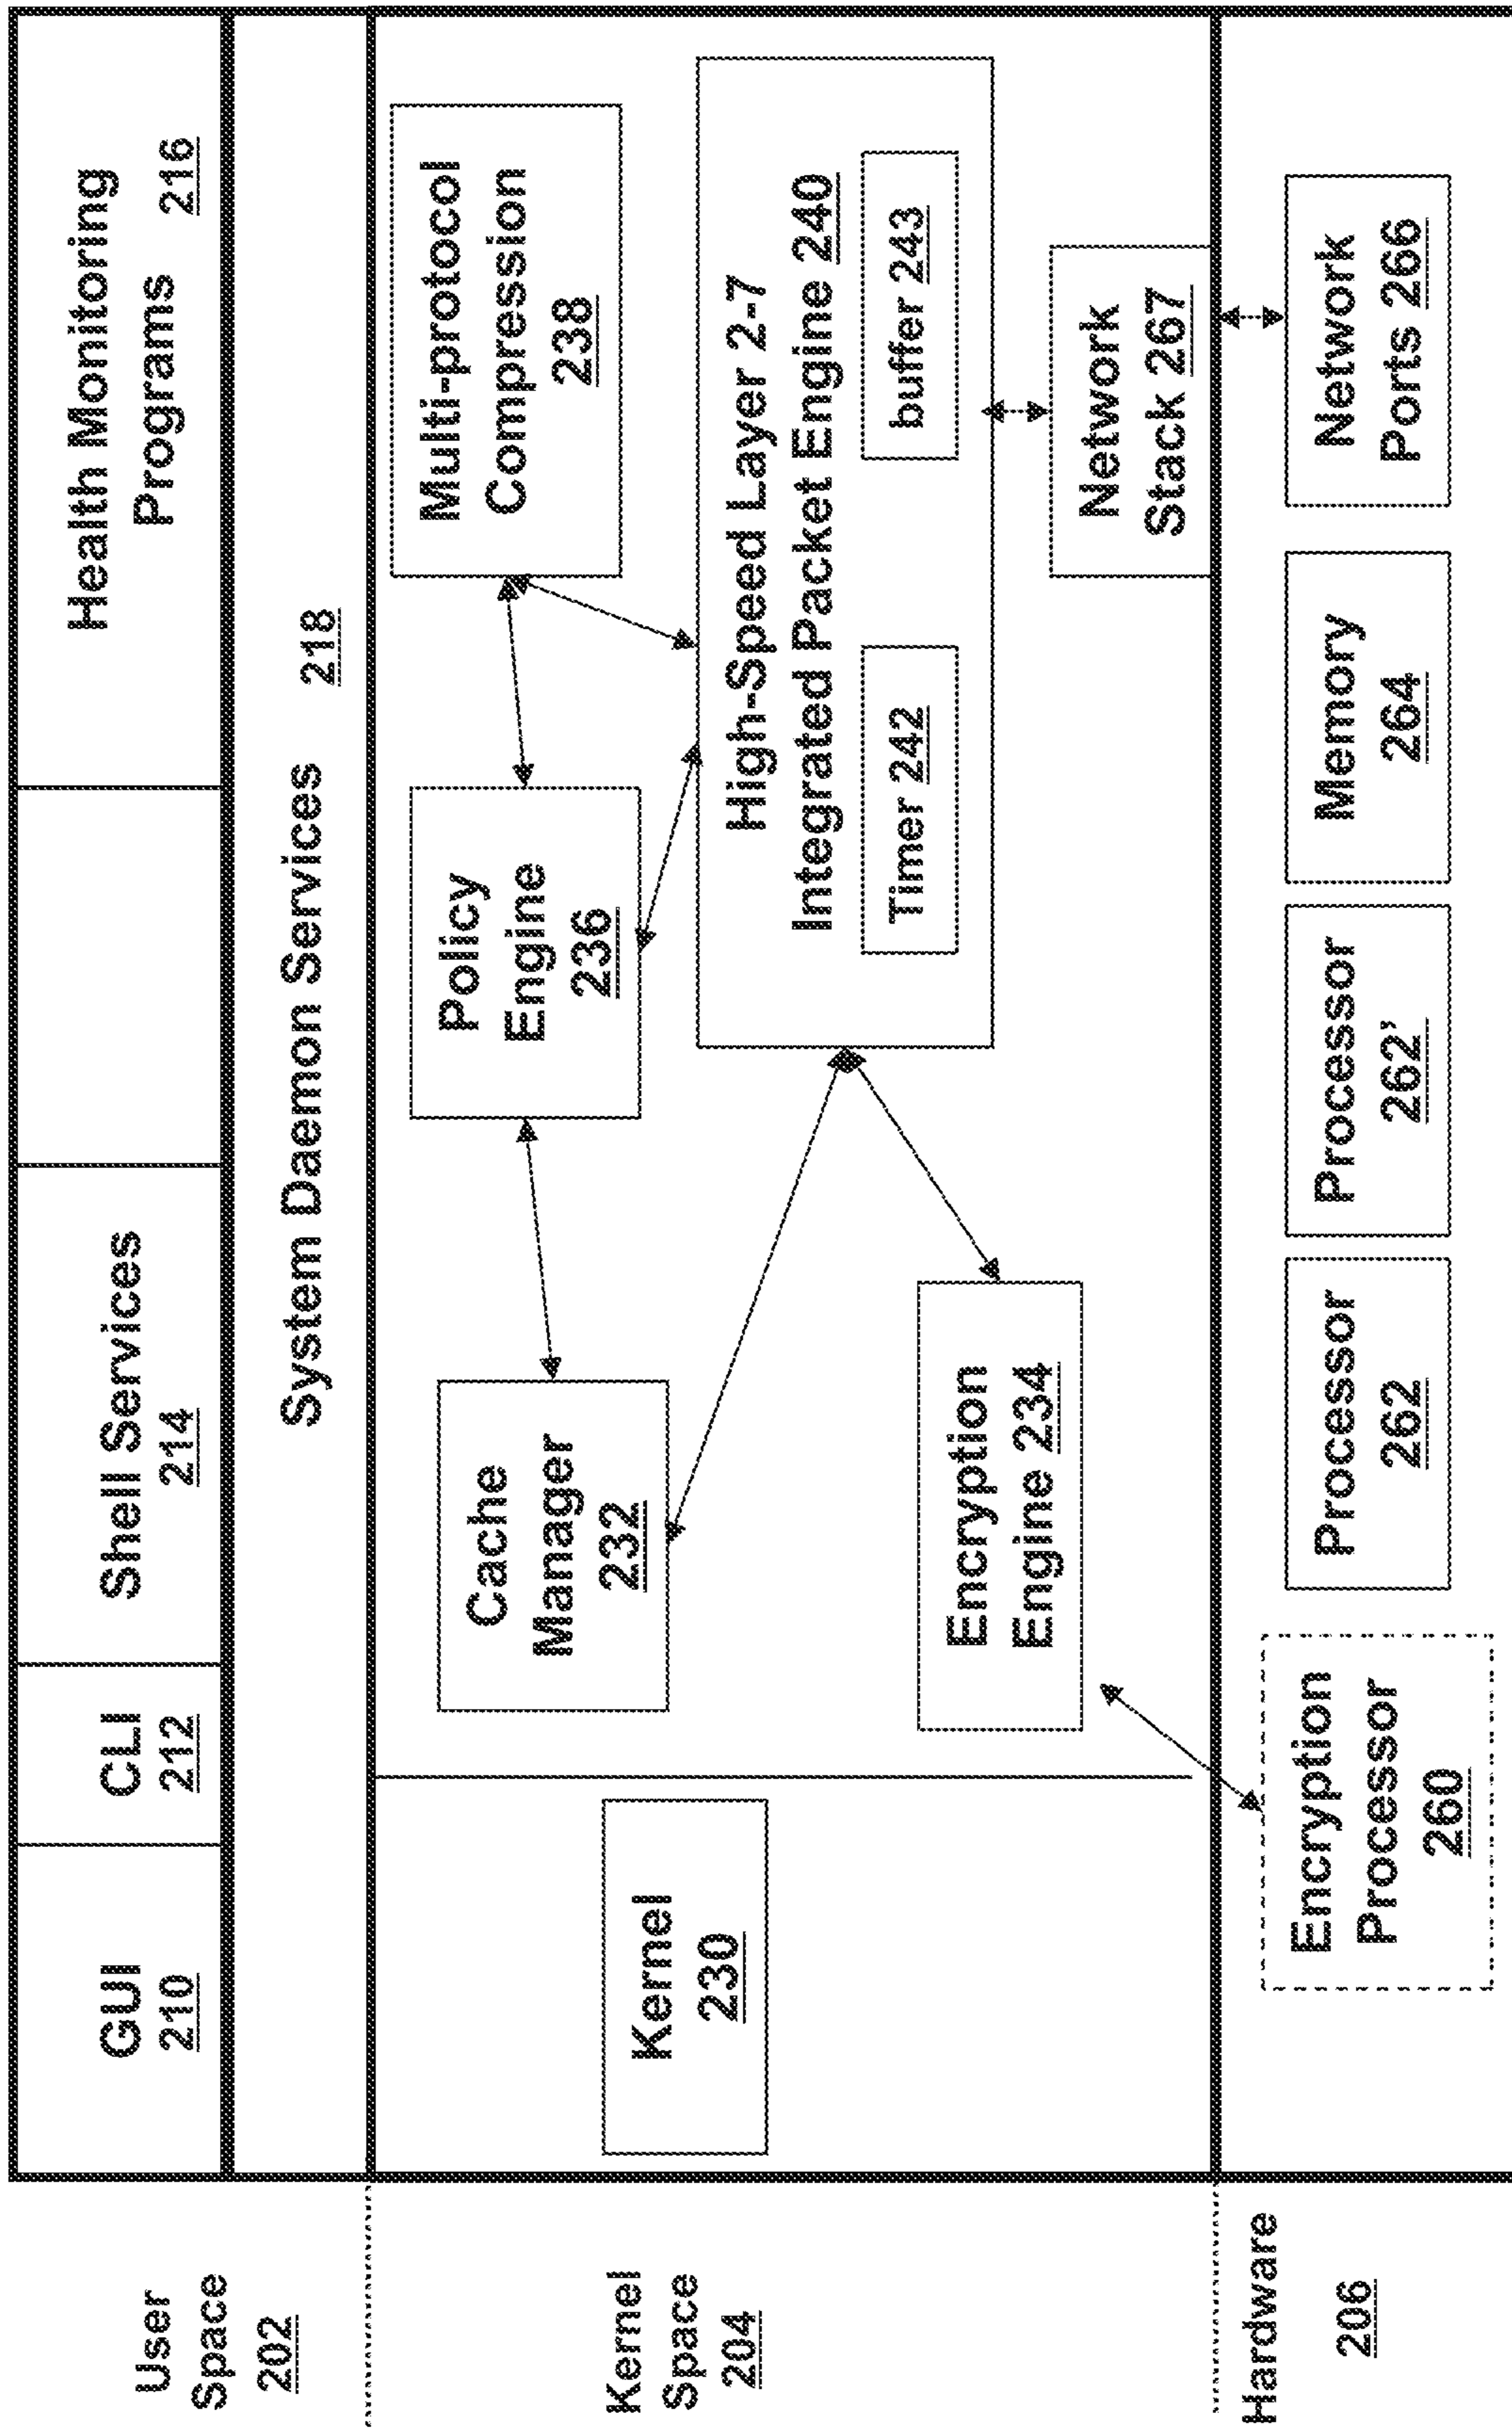 User
Space
202
GUI
210
CLI
212
Shell Services
214
Health Monitoring
Programs 216
System Daemon Services 218
Kernel
Space
204
Kernel
230
Cache
Manager
232
Policy
Engine
236
Multi-protocol
Compression
238
High-Speed Layer 2-7
Integrated Packet Engine 240
Timer 242
buffer 243
Encryption
Engine 234
Network
Stack 267
Hardware
206
Encryption
Processor
260
Processor
262
Processor
262'
Memory
264
Network
Ports 266